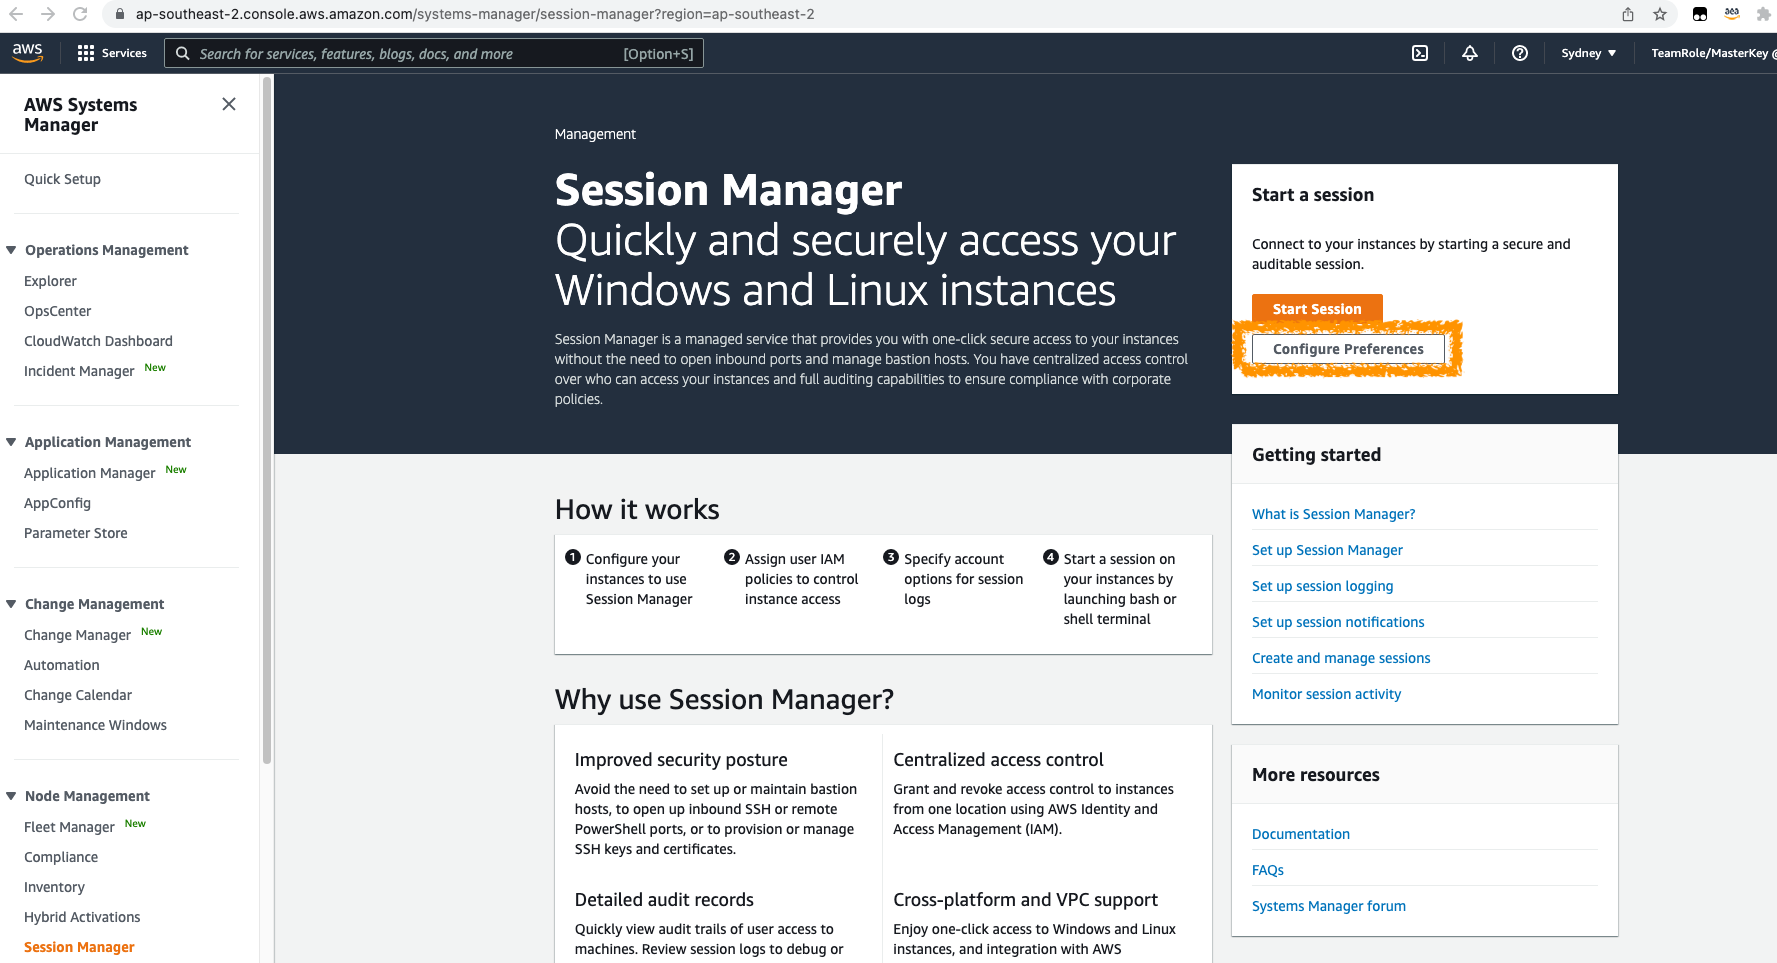 ap-southeast-2.console.aws.amazon.com/systems-manager/session-manager?region=ap-southeast-2
aws
Services
Search for services, features, blogs, docs, and more
[Option+S]
Sydney
TeamRole/MasterKey @
AWS Systems
Manager
Quick Setup
Operations Management
Explorer
OpsCenter
CloudWatch Dashboard
Incident Manager New
Application Management
Application Manager New
AppConfig
Parameter Store
Change Management
Change Manager New
Automation
Change Calendar
Maintenance Windows
Node Management
Fleet Manager New
Compliance
Inventory
Hybrid Activations
Session Manager
Management
Session Manager
Quickly and securely access your
Windows and Linux instances
Session Manager is a managed service that provides you with one-click secure access to your instances
without the need to open inbound ports and manage bastion hosts. You have centralized access control
over who can access your instances and full auditing capabilities to ensure compliance with corporate
policies.
Start a session
Connect to your instances by starting a secure and
auditable session.
Start Session
Configure Preferences
How it works
1 Configure your
instances to use
Session Manager
2 Assign user IAM
policies to control
instance access
3 Specify account
options for session
logs
4 Start a session on
your instances by
launching bash or
shell terminal
Why use Session Manager?
Improved security posture
Avoid the need to set up or maintain bastion
hosts, to open up inbound SSH or remote
PowerShell ports, or to provision or manage
SSH keys and certificates.
Centralized access control
Grant and revoke access control to instances
from one location using AWS Identity and
Access Management (IAM).
Detailed audit records
Quickly view audit trails of user access to
machines. Review session logs to debug or
Cross-platform and VPC support
Enjoy one-click access to Windows and Linux
instances, and integration with AWS
Getting started
What is Session Manager?
Set up Session Manager
Set up session logging
Set up session notifications
Create and manage sessions
Monitor session activity
More resources
Documentation
FAQs
Systems Manager forum